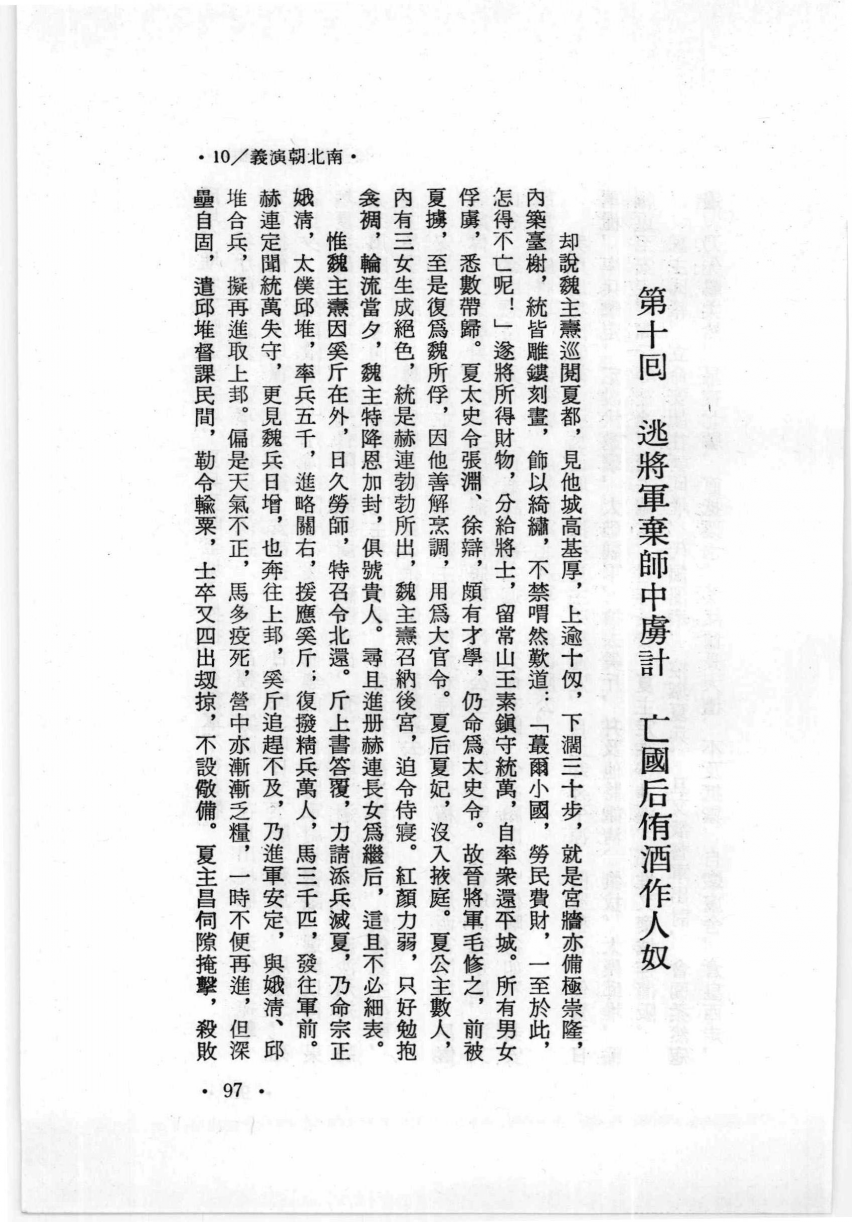 •南北朝演義／10•
第十回　逃將軍棄師中虜計　亡國后侑酒作人奴
却說魏主燾巡閱夏都，見他城高基厚，上逾十仭，下濶三十步，就是宮牆亦備極崇隆，
內築臺榭，統皆雕鏤刻畫，飾以綺繡，不禁喟然歎道：「蕞爾小國，勞民費財，一至於此，
怎得不亡呢！」遂將所得財物，分給將士，留常山王素鎭守統萬，自率衆還平城。所有男女
俘虜，悉數帶歸。夏太史令張淵、徐辯，頗有才學，仍命爲太史令。故晉將軍毛修之，前被
夏擄，至是復爲魏所俘，因他善解烹調，用爲大官令。夏后夏妃，沒入掖庭。夏公主數人，
內有三女生成絕色，統是赫連勃勃所出，魏主燾召納後宮，迫令侍寢。紅顏力弱，只好勉抱
衾裯，輪流當夕，魏主特降恩加封，俱號貴人。尋且進册赫連長女爲繼后，這且不必細表。
惟魏主燾因奚斤在外，日久勞師，特召令北還。斤上書答覆，力請添兵滅夏，乃命宗正
娥淸，太僕邱堆，率兵五千，進略關右，援應奚斤；復撥精兵萬人，馬三千匹，發往軍前。
赫連定聞統萬失守，更見魏兵日增，也奔往上邽，奚斤追趕不及，乃進軍安定，與娥淸、邱
堆合兵，擬再進取上邽。偏是天氣不正，馬多疫死，營中亦漸漸乏糧，一時不便再進，但深
壘自固，遣邱堆督課民間，勒令輸粟，士卒又四出刼掠，不設儆備。夏主昌伺隙掩擊，殺敗
•97•